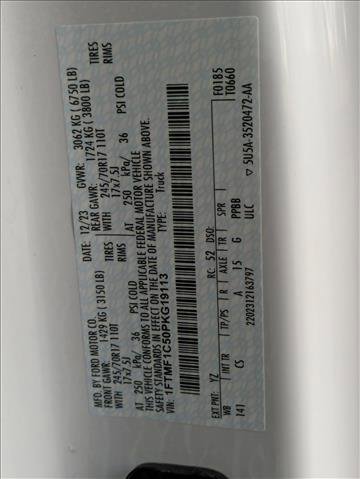 MFD. BY FORD MOTOR CO.
DATE: 12/23 GVWR: 3062 KG ( 6750 LB)
FRONT GAWR: 1429 KG ( 3150 LB) REAR GAWR: 1724 KG ( 3800 LB)
WITH 245/70R17 110T TIRES WITH 245/70R17 110T TIRES
17x7.5J RIMS 17x7.5J RIMS
AT 250 kPa/ 36 PSI COLD AT 250 kPa/ 36 PSI COLD
THIS VEHICLE CONFORMS TO ALL APPLICABLE FEDERAL MOTOR VEHICLE
SAFETY STANDARDS IN EFFECT ON THE DATE OF MANUFACTURE SHOWN ABOVE.
VIN: 1FTMF1C50PKG19113 TYPE: Truck
F0185
T0660
EXT PNT: YZ RC: 52 DSO:
WB INT TR TP/PS R AXLE TR SPR
141 CS A 15 G PPBB
2202312163797 ULC
▽ 5U5A-3520472-AA